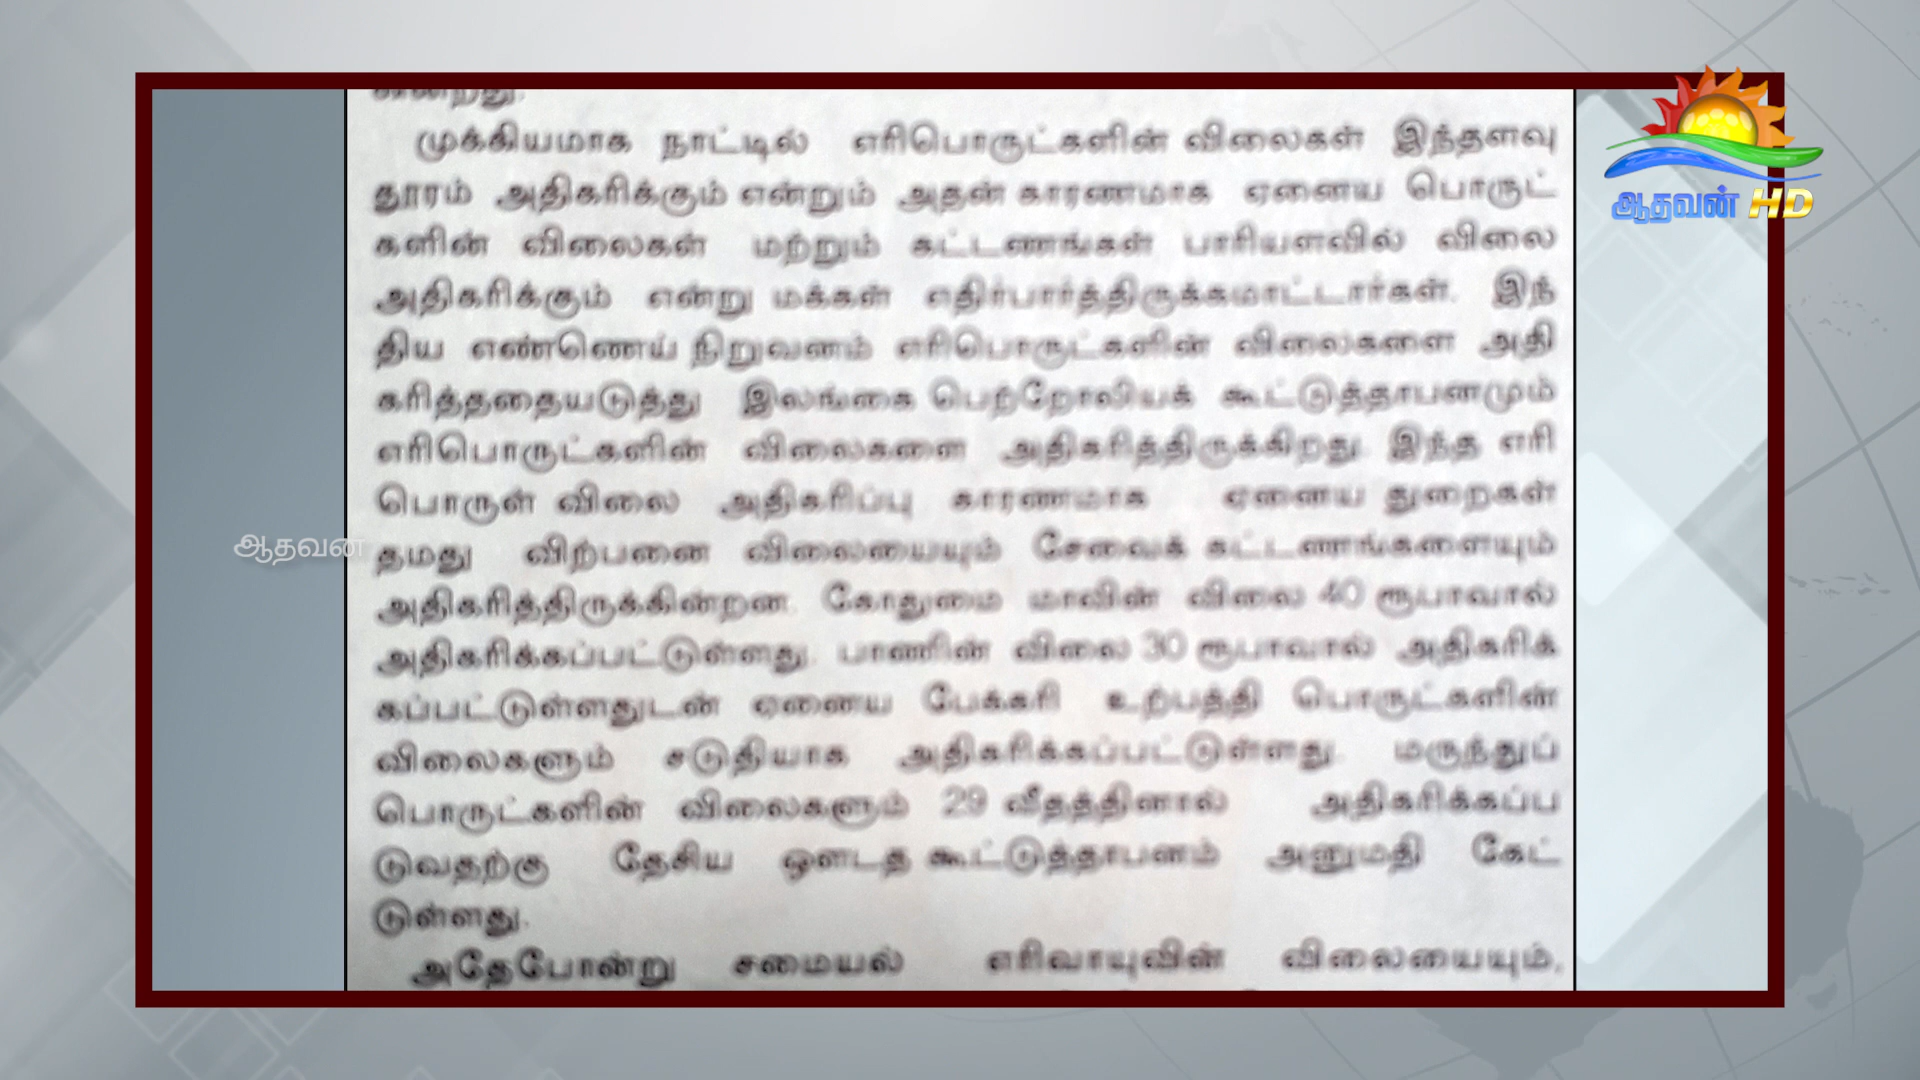 கின்றது.
முக்கியமாக நாட்டில் எரிபொருட்களின் விலைகள் இந்தளவு
தூரம் அதிகரிக்கும் என்றும் அதன் காரணமாக ஏனைய பொருட்
களின் விலைகள் மற்றும் கட்டணங்கள் பாரியளவில் விலை
அதிகரிக்கும் என்று மக்கள் எதிர்பார்த்திருக்கமாட்டார்கள். இந்
திய எண்ணெய் நிறுவனம் எரிபொருட்களின் விலைகளை அதி
கரித்ததையடுத்து இலங்கை பெற்றோலியக் கூட்டுத்தாபனமும்
எரிபொருட்களின் விலைகளை அதிகரித்திருக்கிறது. இந்த எரி
பொருள் விலை அதிகரிப்பு காரணமாக ஏனைய துறைகள்
தமது விற்பனை விலையையும் சேவைக் கட்டணங்களையும்
அதிகரித்திருக்கின்றன. கோதுமை மாவின் விலை 40 ரூபாவால்
அதிகரிக்கப்பட்டுள்ளது. பாணின் விலை 30 ரூபாவால் அதிகரிக்
கப்பட்டுள்ளதுடன் ஏனைய பேக்கரி உற்பத்தி பொருட்களின்
விலைகளும் சடுதியாக அதிகரிக்கப்பட்டுள்ளது. மருந்துப்
பொருட்களின் விலைகளும் 29 வீதத்தினால் அதிகரிக்கப்ப
டுவதற்கு தேசிய ஒளடத கூட்டுத்தாபனம் அனுமதி கேட்
டுள்ளது.
அதேபோன்று சமையல் எரிவாயுவின் விலையையும்,
ஆதவன் HD
ஆதவன்